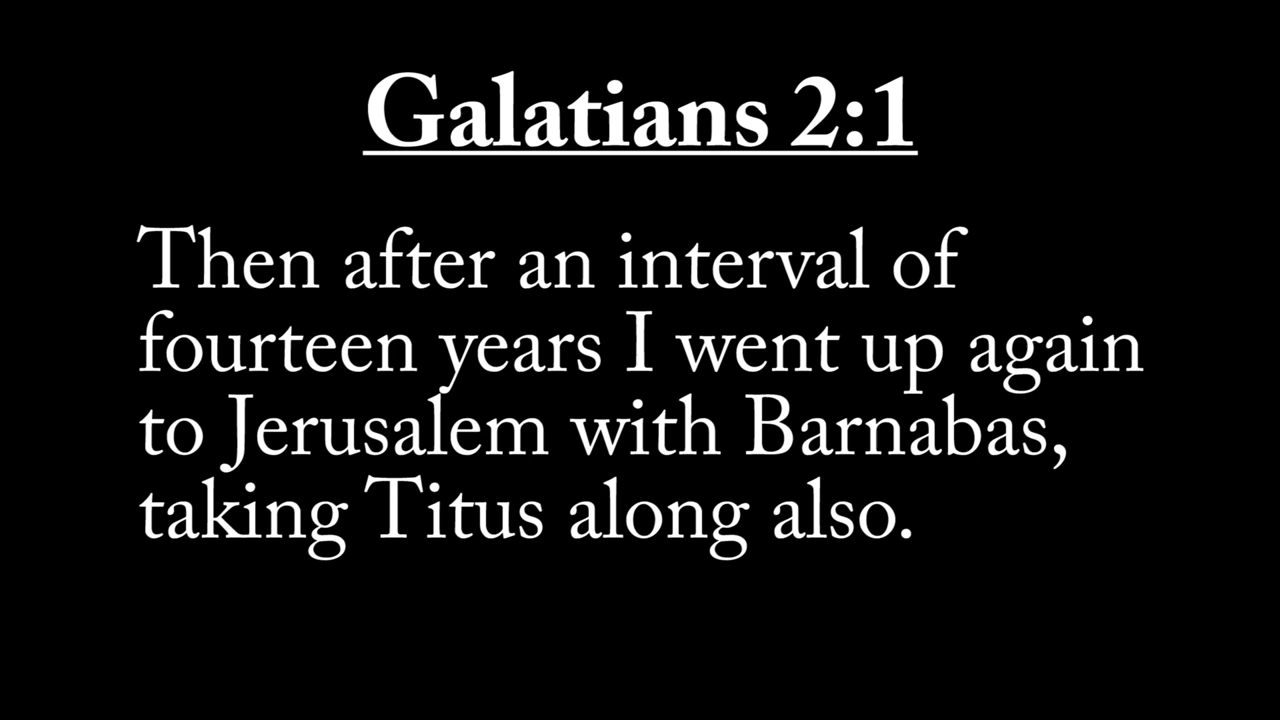 Galatians 2:1
Then after an interval of
fourteen years I went up again
to Jerusalem with Barnabas,
taking Titus along also.